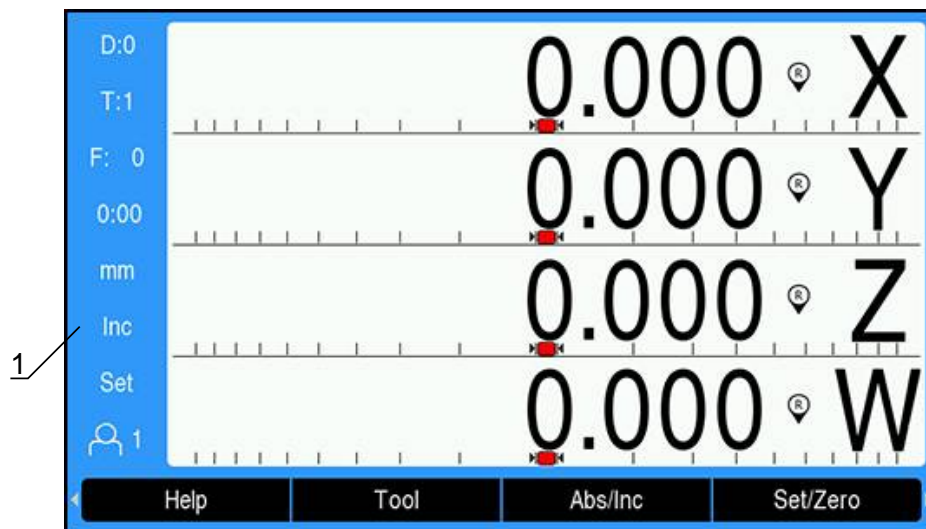 D:0
T:1
F: 0
0:00
mm
Inc
Set
1
0.000 R X
0.000 R Y
0.000 R Z
0.000 R W
Help Tool Abs/Inc Set/Zero
1